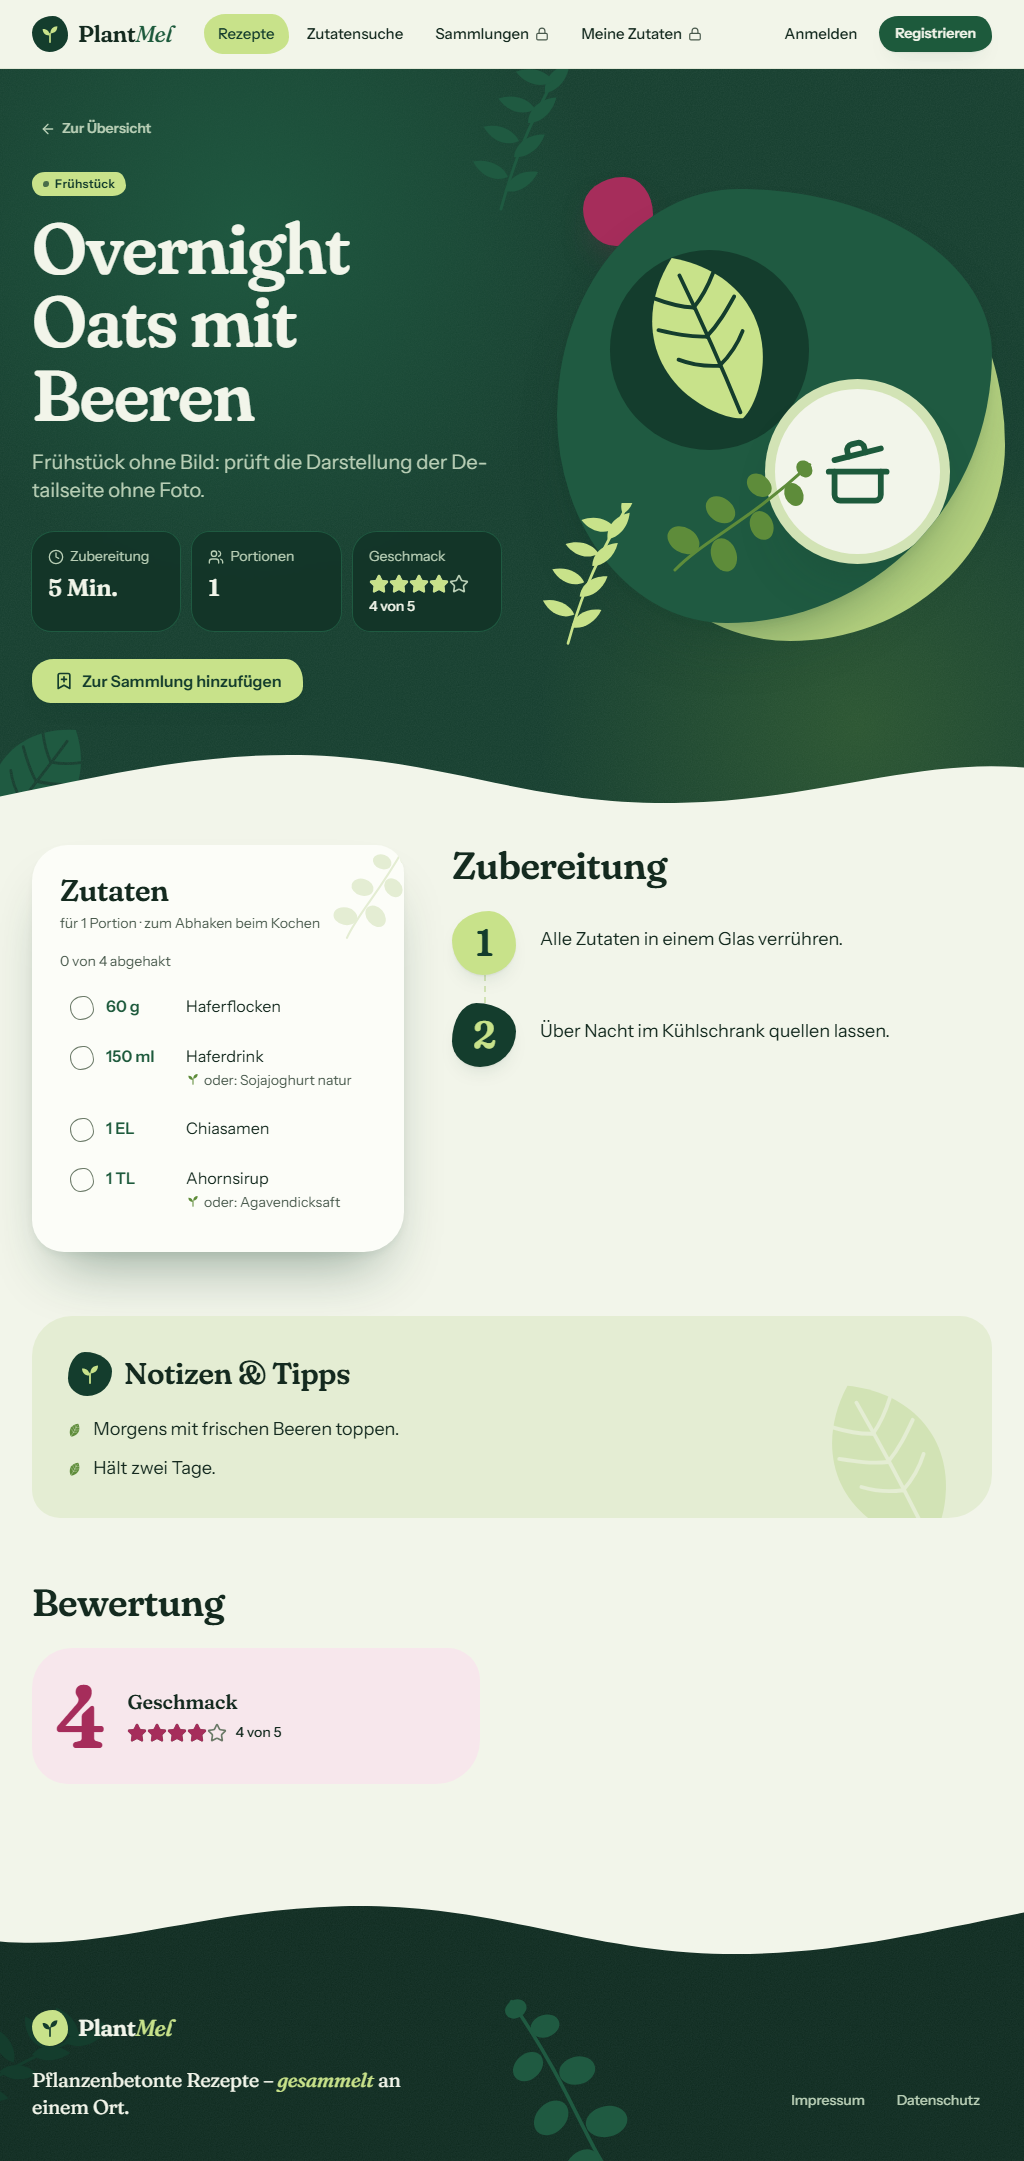 PlantMel
Rezepte
Zutatensuche
Sammlungen
Meine Zutaten
Anmelden
Registrieren
Zur Übersicht
Frühstück
Overnight
Oats mit
Beeren
Frühstück ohne Bild: prüft die Darstellung der De-
tailseite ohne Foto.
Zubereitung
5 Min.
Portionen
1
Geschmack
4 von 5
Zur Sammlung hinzufügen
Zutaten
für 1 Portion · zum Abhaken beim Kochen
0 von 4 abgehakt
60 g Haferflocken
150 ml Haferdrink
oder: Sojajoghurt natur
1 EL Chiasamen
1 TL Ahornsirup
oder: Agavendicksaft
Zubereitung
1 Alle Zutaten in einem Glas verrühren.
2 Über Nacht im Kühlschrank quellen lassen.
Notizen & Tipps
Morgens mit frischen Beeren toppen.
Hält zwei Tage.
Bewertung
4
Geschmack
4 von 5
PlantMel
Pflanzenbetonte Rezepte – gesammelt an
einem Ort.
Impressum
Datenschutz